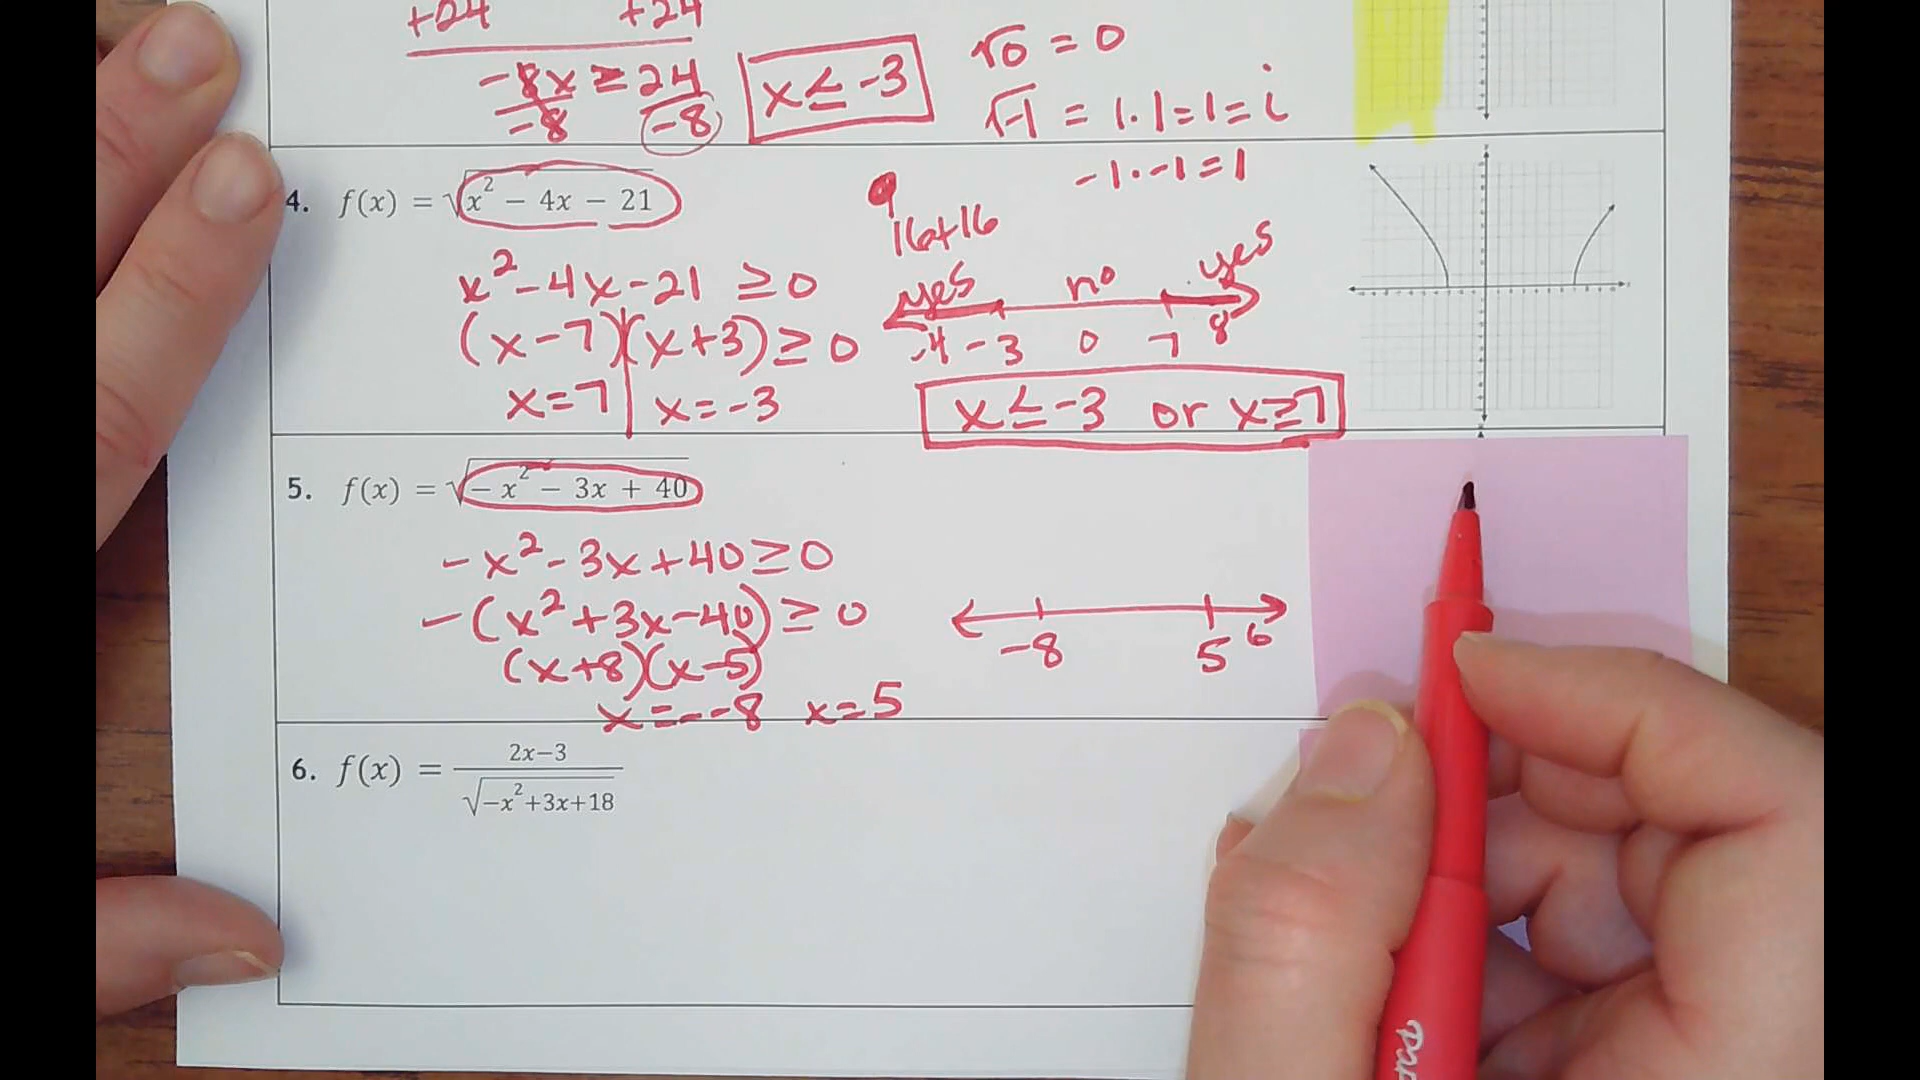 +24 +24
-8x ≥ 24
-8 -8
x ≤ -3
√0 = 0
√-1 = 1·1=1=i
-1·-1=1
4. f(x) = √x² − 4x − 21
x²-4x-21 ≥0
(x-7)(x+3)≥0
x=7 x=-3
16+16
yes no yes
-4 -3 0 7 8
x≤-3 or x≥7
5. f(x) = √− x² − 3x + 40
-x²-3x+40≥0
-(x²+3x-40)≥0
(x+8)(x-5)
x=-8 x=5
-8 5 6
6. f(x) = 2x−3
√−x²+3x+18